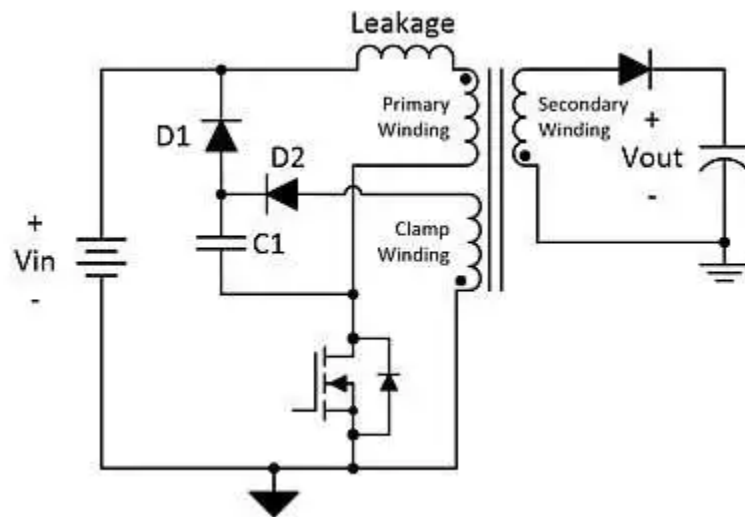 Leakage
Primary
Winding
Secondary
Winding
D1
D2
+
Vout
-
+
Vin
-
C1
Clamp
Winding